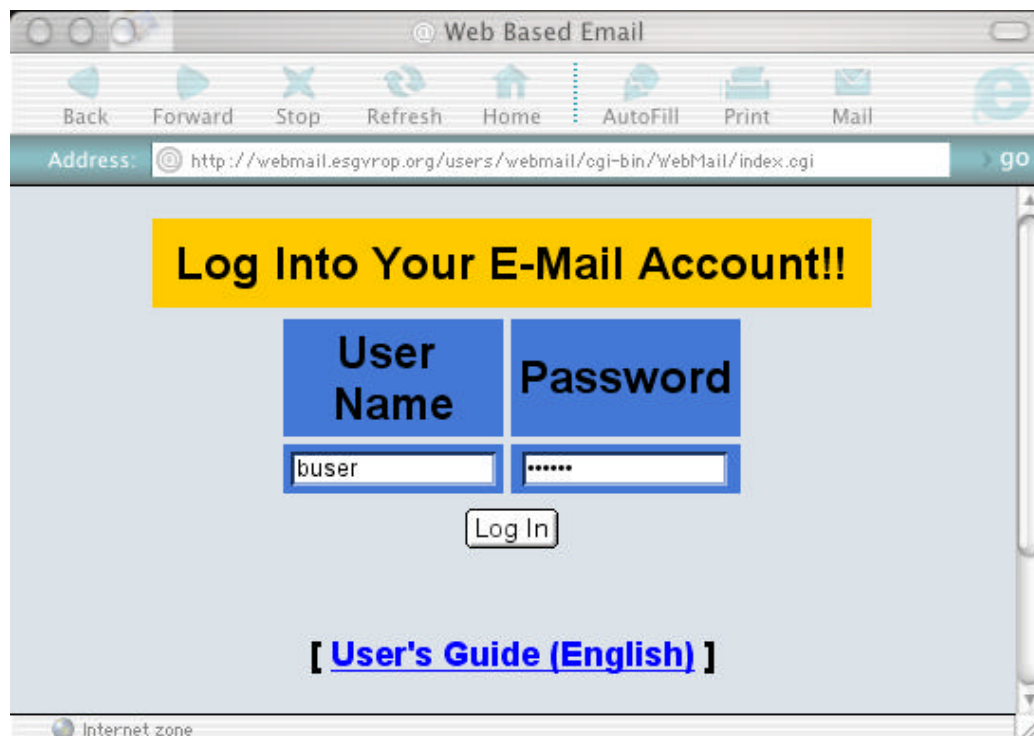 Web Based Email
Back Forward Stop Refresh Home AutoFill Print Mail
Address: http://webmail.esgvrop.org/users/webmail/cgi-bin/WebMail/index.cgi go
Log Into Your E-Mail Account!!
User
Name
Password
buser ••••••
Log In
[ User's Guide (English) ]
Internet zone